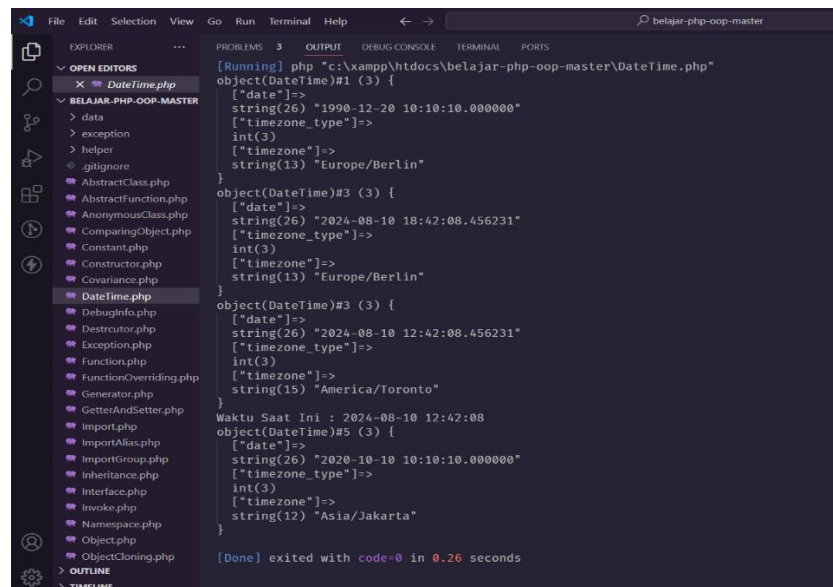 File Edit Selection View Go Run Terminal Help
belajar-php-oop-master
EXPLORER
OPEN EDITORS
DateTime.php
BELAJAR-PHP-OOP-MASTER
data
exception
helper
.gitignore
AbstractClass.php
AbstractFunction.php
AnonymousClass.php
ComparingObject.php
Constant.php
Constructor.php
Covariance.php
DateTime.php
DebugInfo.php
Destrcutor.php
Exception.php
Function.php
FunctionOverriding.php
Generator.php
GetterAndSetter.php
Import.php
ImportAlias.php
ImportGroup.php
Inheritance.php
Interface.php
Invoke.php
Namespace.php
Object.php
ObjectCloning.php
OUTLINE
TIMELINE
PROBLEMS 3 OUTPUT DEBUG CONSOLE TERMINAL PORTS
[Running] php "c:\xampp\htdocs\belajar-php-oop-master\DateTime.php"
object(DateTime)#1 (3) {
["date"]=>
string(26) "1990-12-20 10:10:10.000000"
["timezone_type"]=>
int(3)
["timezone"]=>
string(13) "Europe/Berlin"
}
object(DateTime)#3 (3) {
["date"]=>
string(26) "2024-08-10 18:42:08.456231"
["timezone_type"]=>
int(3)
["timezone"]=>
string(13) "Europe/Berlin"
}
object(DateTime)#3 (3) {
["date"]=>
string(26) "2024-08-10 12:42:08.456231"
["timezone_type"]=>
int(3)
["timezone"]=>
string(15) "America/Toronto"
}
Waktu Saat Ini : 2024-08-10 12:42:08
object(DateTime)#5 (3) {
["date"]=>
string(26) "2020-10-10 10:10:10.000000"
["timezone_type"]=>
int(3)
["timezone"]=>
string(12) "Asia/Jakarta"
}
[Done] exited with code=0 in 0.26 seconds